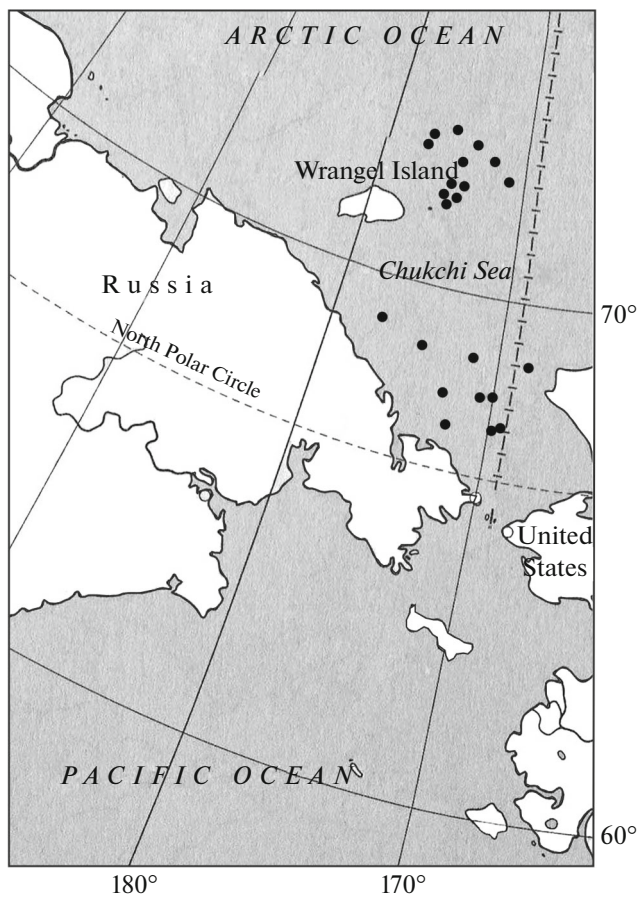 ARCTIC OCEAN
Wrangel Island
Chukchi Sea
Russia
70°
North Polar Circle
United
States
PACIFIC OCEAN
60°
180°
170°